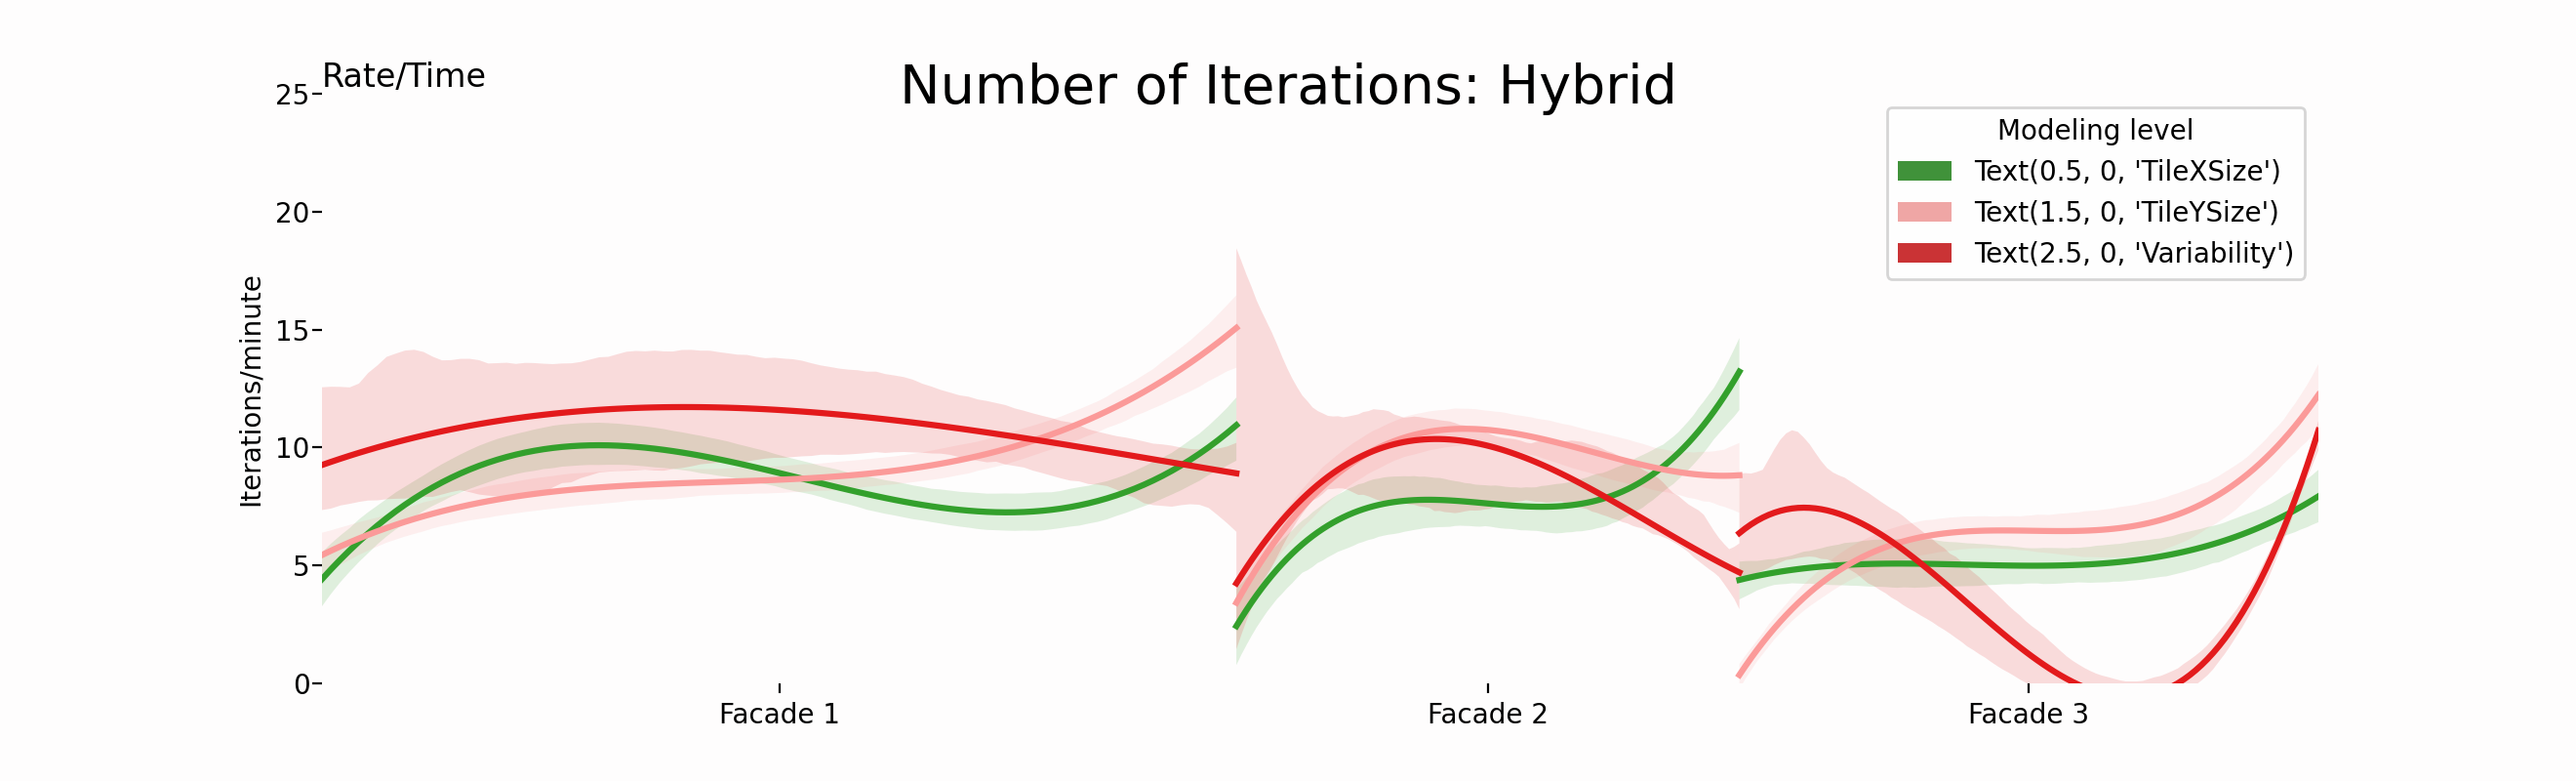 Rate/Time
Number of Iterations: Hybrid
Iterations/minute
25
20
15
10
5
0
Modeling level
Text(0.5, 0, 'TileXSize')
Text(1.5, 0, 'TileYSize')
Text(2.5, 0, 'Variability')
Facade 1
Facade 2
Facade 3